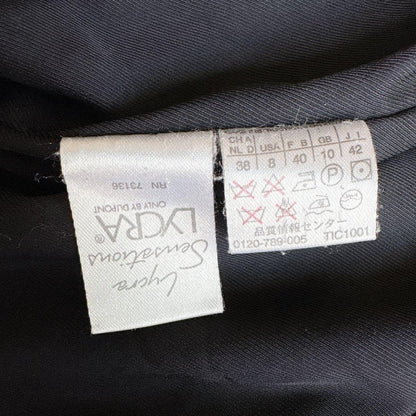 Lycra
Sensations
LYCRA®
ONLY BY DUPONT
RN 73136
CH A
NL D USA F B GB J I
38 8 40 10 42
P
品質情報センター
0120-789-005 TIC1001